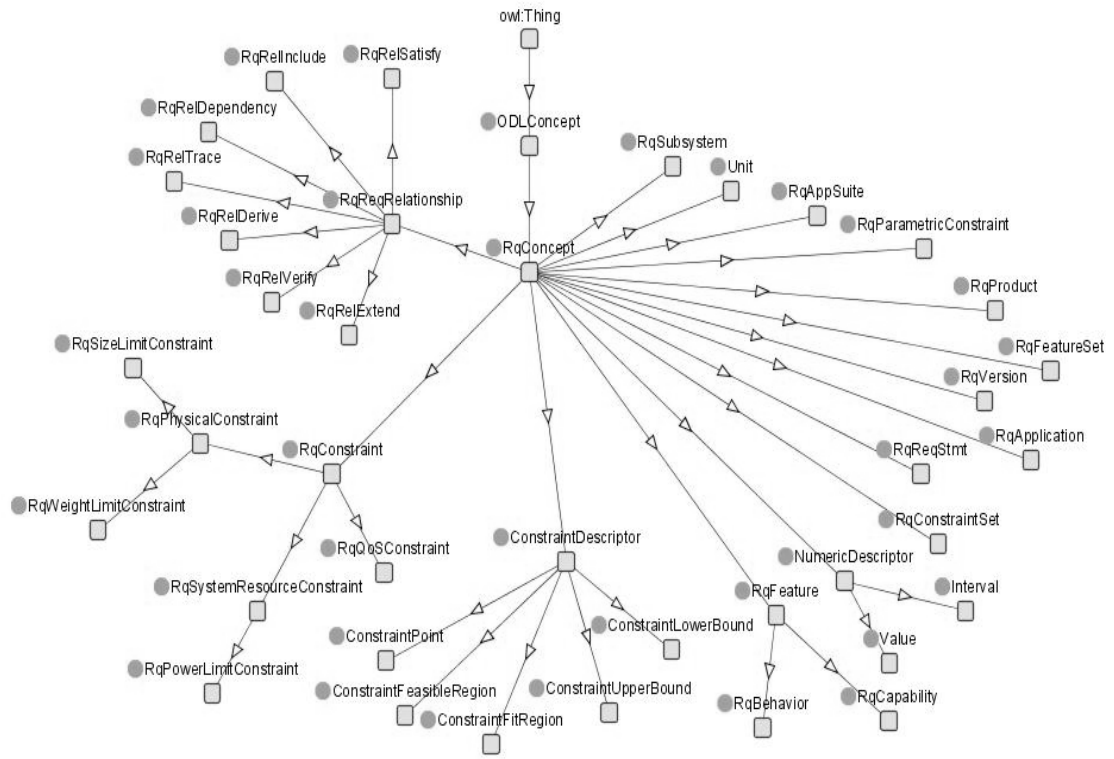 owl:Thing
RqRelInclude
RqRelSatisfy
RqRelDependency
ODLConcept
RqSubsystem
Unit
RqRelTrace
RqAppSuite
RqReqRelationship
RqRelDerive
RqParametricConstraint
RqConcept
RqRelVerify
RqProduct
RqRelExtend
RqSizeLimitConstraint
RqFeatureSet
RqVersion
RqPhysicalConstraint
RqConstraint
RqApplication
RqReqStmt
RqWeightLimitConstraint
RqConstraintSet
RqQoSConstraint
ConstraintDescriptor
NumericDescriptor
RqSystemResourceConstraint
RqFeature
Interval
ConstraintPoint
ConstraintLowerBound
Value
RqPowerLimitConstraint
ConstraintFeasibleRegion
ConstraintUpperBound
RqCapability
RqBehavior
ConstraintFitRegion